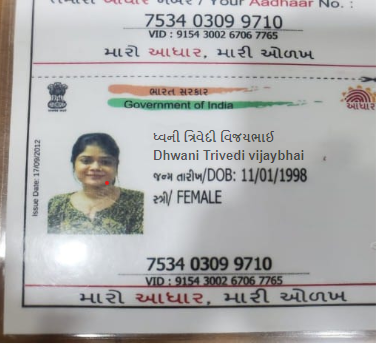 તમારો આધાર નંબર / Your Aadhaar No. :
7534 0309 9710
VID : 9154 3002 6706 7765
મારો આધાર, મારી ઓળખ
ભારત સરકાર
Government of India
આધાર
Issue Date: 17/09/2012
ધ્વની ત્રિવેદી વિજયભાઈ
Dhwani Trivedi vijaybhai
જન્મ તારીખ/DOB: 11/01/1998
સ્ત્રી/ FEMALE
7534 0309 9710
VID : 9154 3002 6706 7765
મારો આધાર, મારી ઓળખ